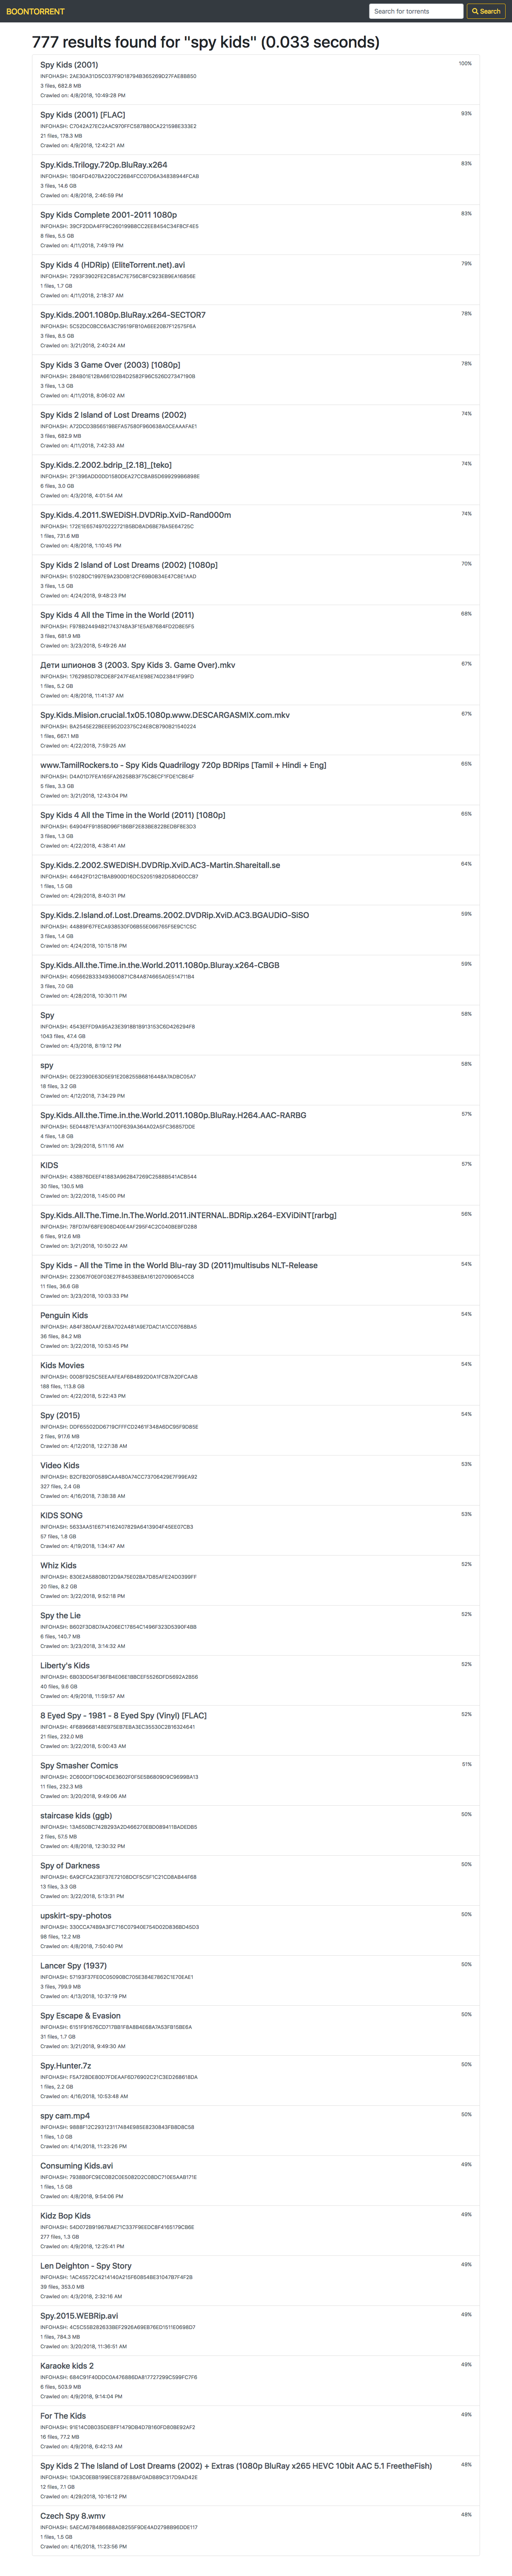 BOONTORRENT
Search for torrents
Search
777 results found for "spy kids" (0.033 seconds)
Spy Kids (2001) 100%
INFOHASH:
3 files, 682.8 MB
Crawled on: 4/8/2018, 10:49:28 PM
Spy Kids (2001) [FLAC] 93%
INFOHASH:
21 files, 178.3 MB
Crawled on: 4/9/2018, 12:42:21 AM
Spy.Kids.Trilogy.720p.BluRay.x264 83%
INFOHASH:
3 files, 14.6 GB
Crawled on: 4/8/2018, 2:46:59 PM
Spy Kids Complete 2001-2011 1080p 83%
INFOHASH:
8 files, 5.5 GB
Crawled on: 4/11/2018, 7:49:19 PM
Spy Kids 4 (HDRip) (EliteTorrent.net).avi 79%
INFOHASH:
1 files, 1.7 GB
Crawled on: 4/11/2018, 2:18:37 AM
Spy.Kids.2001.1080p.BluRay.x264-SECTOR7 78%
INFOHASH:
3 files, 8.5 GB
Crawled on: 3/21/2018, 2:40:24 AM
Spy Kids 3 Game Over (2003) [1080p] 78%
INFOHASH:
3 files, 1.3 GB
Crawled on: 4/11/2018, 8:06:02 AM
Spy Kids 2 Island of Lost Dreams (2002) 74%
INFOHASH:
3 files, 682.9 MB
Crawled on: 4/11/2018, 7:42:33 AM
Spy.Kids.2.2002.bdrip_[2.18]_[teko] 74%
INFOHASH:
6 files, 3.0 GB
Crawled on: 4/3/2018, 4:01:54 AM
Spy.Kids.4.2011.SWEDiSH.DVDRip.XviD-Rand000m 74%
INFOHASH:
1 files, 731.6 MB
Crawled on: 4/8/2018, 1:10:45 PM
Spy Kids 2 Island of Lost Dreams (2002) [1080p] 70%
INFOHASH:
3 files, 1.5 GB
Crawled on: 4/24/2018, 9:48:23 PM
Spy Kids 4 All the Time in the World (2011) 68%
INFOHASH:
3 files, 681.9 MB
Crawled on: 3/23/2018, 5:49:26 AM
Дети шпионов 3 (2003. Spy Kids 3. Game Over).mkv 67%
INFOHASH:
1 files, 5.2 GB
Crawled on: 4/8/2018, 11:41:37 AM
Spy.Kids.Mision.crucial.1x05.1080p.www.DESCARGASMIX.com.mkv 67%
INFOHASH:
1 files, 667.1 MB
Crawled on: 4/22/2018, 7:59:25 AM
www.TamilRockers.to - Spy Kids Quadrilogy 720p BDRips [Tamil + Hindi + Eng] 65%
INFOHASH:
5 files, 3.3 GB
Crawled on: 3/21/2018, 12:43:04 PM
Spy Kids 4 All the Time in the World (2011) [1080p] 65%
INFOHASH:
3 files, 1.3 GB
Crawled on: 4/22/2018, 4:38:41 AM
Spy.Kids.2.2002.SWEDISH.DVDRip.XviD.AC3-Martin.Shareitall.se 64%
INFOHASH:
1 files, 1.5 GB
Crawled on: 4/29/2018, 8:40:31 PM
Spy.Kids.2.Island.of.Lost.Dreams.2002.DVDRip.XviD.AC3.BGAUDiO-SiSO 59%
INFOHASH:
3 files, 1.4 GB
Crawled on: 4/24/2018, 10:15:18 PM
Spy.Kids.All.the.Time.in.the.World.2011.1080p.Bluray.x264-CBGB 59%
INFOHASH:
3 files, 7.0 GB
Crawled on: 4/28/2018, 10:30:11 PM
Spy 58%
INFOHASH:
1043 files, 47.4 GB
Crawled on: 4/3/2018, 8:19:12 PM
spy 58%
INFOHASH:
18 files, 3.2 GB
Crawled on: 4/12/2018, 7:34:29 PM
Spy.Kids.All.the.Time.in.the.World.2011.1080p.BluRay.H264.AAC-RARBG 57%
INFOHASH:
4 files, 1.8 GB
Crawled on: 3/29/2018, 5:11:16 AM
KIDS 57%
INFOHASH:
30 files, 130.5 MB
Crawled on: 3/22/2018, 1:45:00 PM
Spy.Kids.All.The.Time.In.The.World.2011.iNTERNAL.BDRip.x264-EXViDiNT[rarbg] 56%
INFOHASH:
6 files, 912.6 MB
Crawled on: 3/21/2018, 10:50:22 AM
Spy Kids - All the Time in the World Blu-ray 3D (2011)multisubs NLT-Release 54%
INFOHASH:
11 files, 36.6 GB
Crawled on: 3/23/2018, 10:03:33 PM
Penguin Kids 54%
INFOHASH:
36 files, 84.2 MB
Crawled on: 3/22/2018, 10:53:45 PM
Kids Movies 54%
INFOHASH:
188 files, 113.8 GB
Crawled on: 4/22/2018, 5:22:43 PM
Spy (2015) 54%
INFOHASH:
2 files, 917.6 MB
Crawled on: 4/12/2018, 12:27:38 AM
Video Kids 53%
INFOHASH:
327 files, 2.4 GB
Crawled on: 4/16/2018, 7:38:38 AM
KIDS SONG 53%
INFOHASH:
57 files, 1.8 GB
Crawled on: 4/19/2018, 1:34:47 AM
Whiz Kids 52%
INFOHASH:
20 files, 8.2 GB
Crawled on: 3/22/2018, 9:52:18 PM
Spy the Lie 52%
INFOHASH:
6 files, 140.7 MB
Crawled on: 3/23/2018, 3:14:32 AM
Liberty's Kids 52%
INFOHASH:
40 files, 9.6 GB
Crawled on: 4/9/2018, 11:59:57 AM
8 Eyed Spy - 1981 - 8 Eyed Spy (Vinyl) [FLAC] 52%
INFOHASH:
21 files, 232.0 MB
Crawled on: 3/22/2018, 5:00:43 AM
Spy Smasher Comics 51%
INFOHASH:
11 files, 232.3 MB
Crawled on: 3/20/2018, 9:49:06 AM
staircase kids (ggb) 50%
INFOHASH:
2 files, 57.5 MB
Crawled on: 4/8/2018, 12:30:32 PM
Spy of Darkness 50%
INFOHASH:
13 files, 3.3 GB
Crawled on: 3/22/2018, 5:13:31 PM
upskirt-spy-photos 50%
INFOHASH:
98 files, 12.2 MB
Crawled on: 4/8/2018, 7:50:40 PM
Lancer Spy (1937) 50%
INFOHASH:
3 files, 799.9 MB
Crawled on: 4/13/2018, 10:37:19 PM
Spy Escape & Evasion 50%
INFOHASH:
31 files, 1.7 GB
Crawled on: 3/21/2018, 9:49:30 AM
Spy.Hunter.7z 50%
INFOHASH:
1 files, 2.2 GB
Crawled on: 4/16/2018, 10:53:48 AM
spy cam.mp4 50%
INFOHASH:
1 files, 1.0 GB
Crawled on: 4/14/2018, 11:23:26 PM
Consuming Kids.avi 49%
INFOHASH:
1 files, 1.5 GB
Crawled on: 4/8/2018, 9:54:06 PM
Kidz Bop Kids 49%
INFOHASH:
277 files, 1.3 GB
Crawled on: 4/9/2018, 12:25:41 PM
Len Deighton - Spy Story 49%
INFOHASH:
39 files, 353.0 MB
Crawled on: 4/3/2018, 2:32:16 AM
Spy.2015.WEBRip.avi 49%
INFOHASH:
1 files, 784.3 MB
Crawled on: 3/20/2018, 11:36:51 AM
Karaoke kids 2 49%
INFOHASH:
6 files, 503.9 MB
Crawled on: 4/9/2018, 9:14:04 PM
For The Kids 49%
INFOHASH:
16 files, 77.2 MB
Crawled on: 4/9/2018, 6:42:13 AM
Spy Kids 2 The Island of Lost Dreams (2002) + Extras (1080p BluRay x265 HEVC 10bit AAC 5.1 FreetheFish) 48%
INFOHASH:
12 files, 7.1 GB
Crawled on: 4/29/2018, 10:16:12 PM
Czech Spy 8.wmv 48%
INFOHASH:
1 files, 1.5 GB
Crawled on: 4/16/2018, 11:23:56 PM